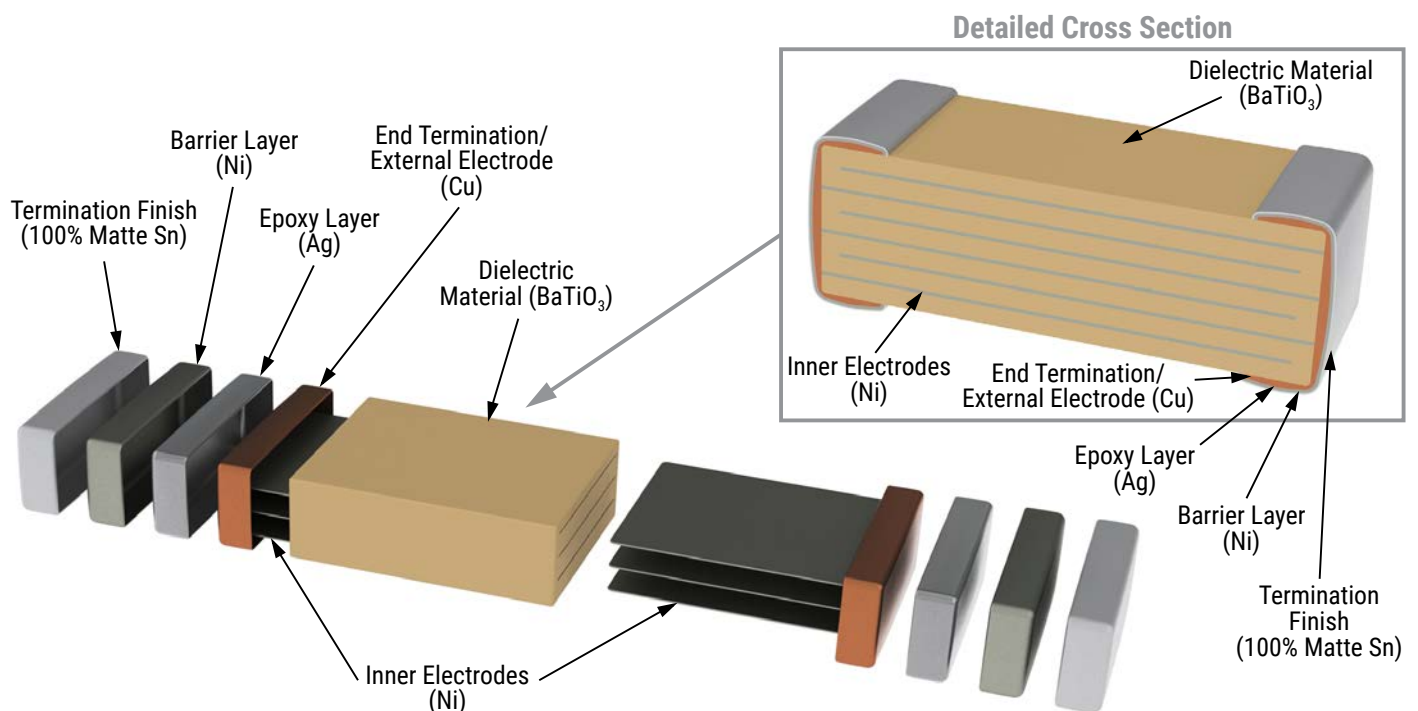 Detailed Cross Section
Dielectric Material
(BaTiO₃)
End Termination/
External Electrode
(Cu)
Barrier Layer
(Ni)
Termination Finish
(100% Matte Sn)
Epoxy Layer
(Ag)
Dielectric
Material (BaTiO₃)
Inner Electrodes
(Ni)
End Termination/
External Electrode (Cu)
Epoxy Layer
(Ag)
Barrier Layer
(Ni)
Termination
Finish
(100% Matte Sn)
Inner Electrodes
(Ni)